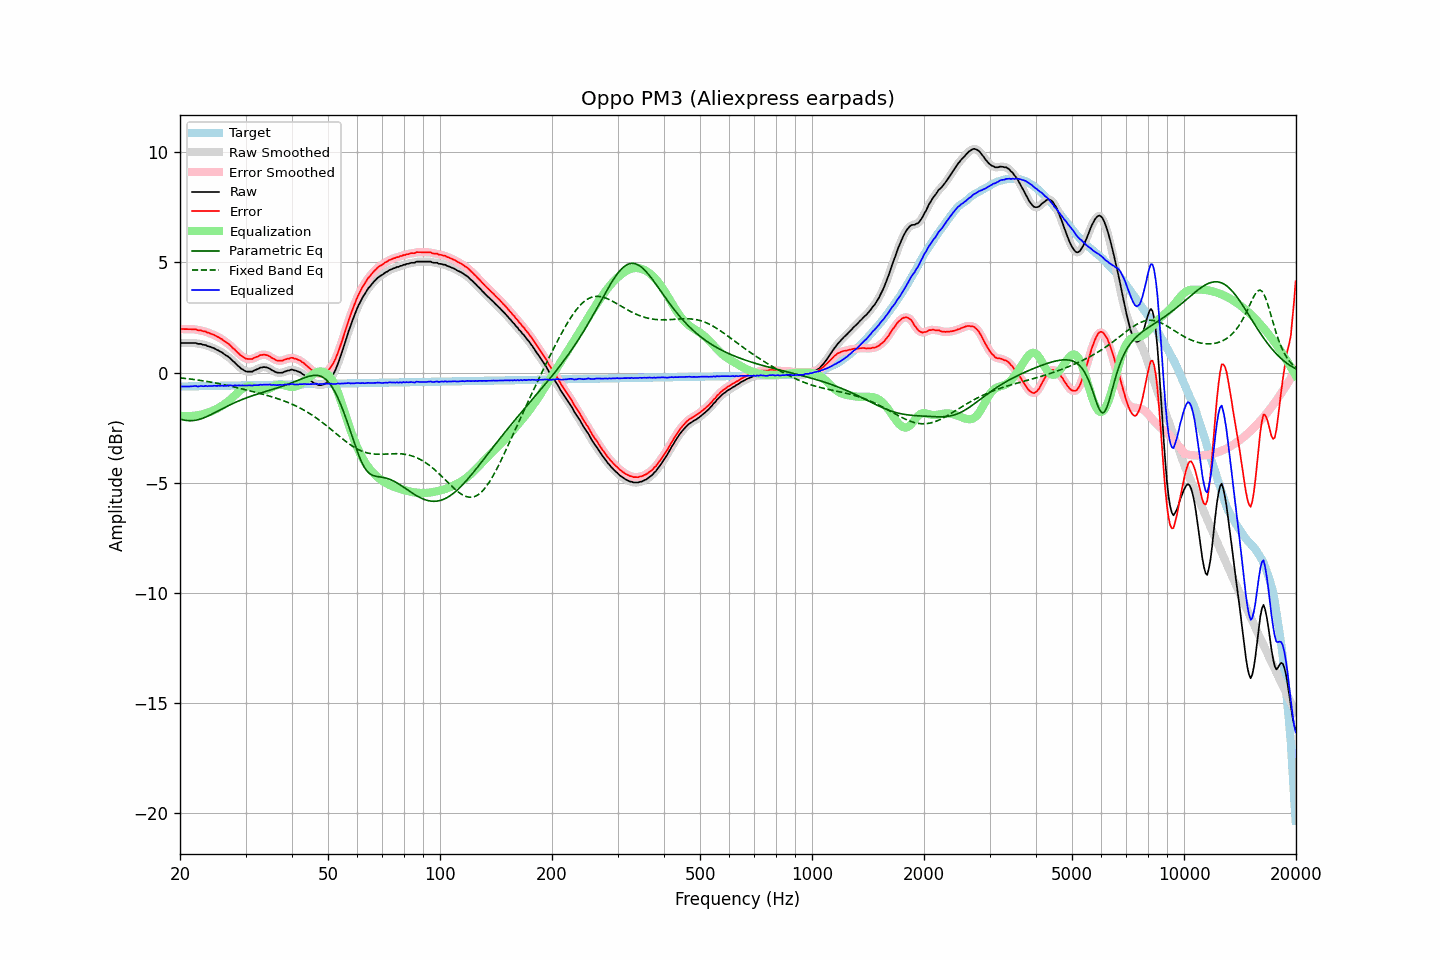 Oppo PM3 (Aliexpress earpads)
Target
Raw Smoothed
Error Smoothed
Raw
Error
Equalization
Parametric Eq
Fixed Band Eq
Equalized
10
5
0
−5
−10
−15
−20
Amplitude (dBr)
20 50 100 200 500 1000 2000 5000 10000 20000
Frequency (Hz)